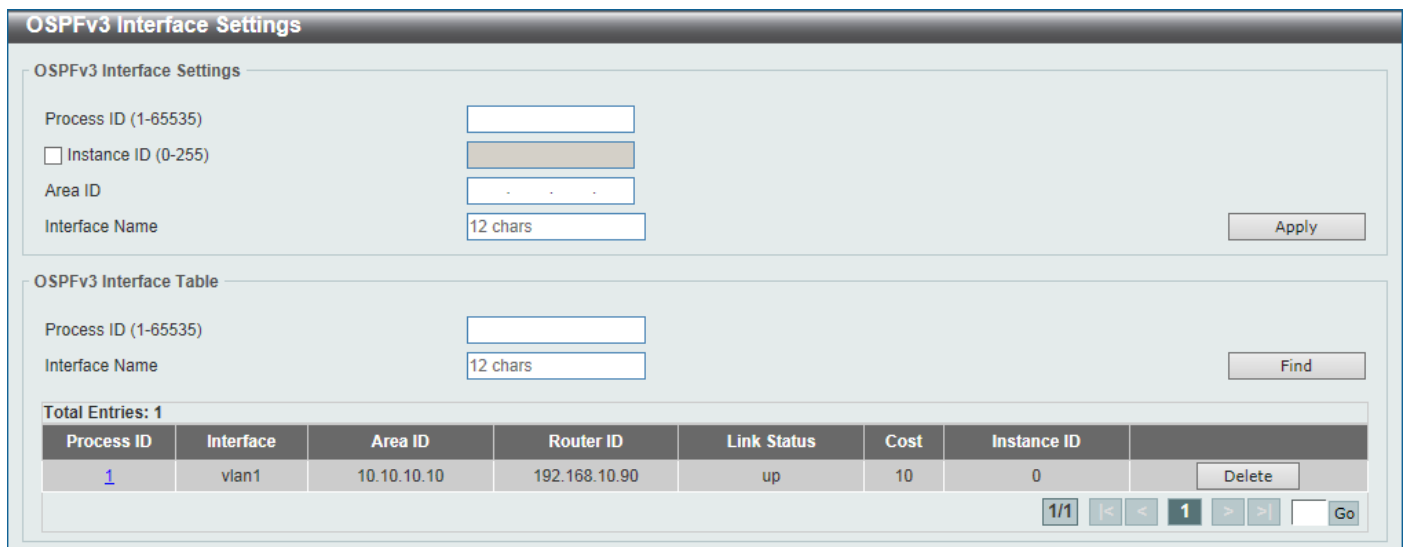 OSPFv3 Interface Settings
OSPFv3 Interface Settings
Process ID (1-65535)
Instance ID (0-255)
Area ID . . .
Interface Name 12 chars Apply
OSPFv3 Interface Table
Process ID (1-65535)
Interface Name 12 chars Find
Total Entries: 1
Process ID Interface Area ID Router ID Link Status Cost Instance ID
1 vlan1 10.10.10.10 192.168.10.90 up 10 0 Delete
1/1 |< < 1 > >| Go